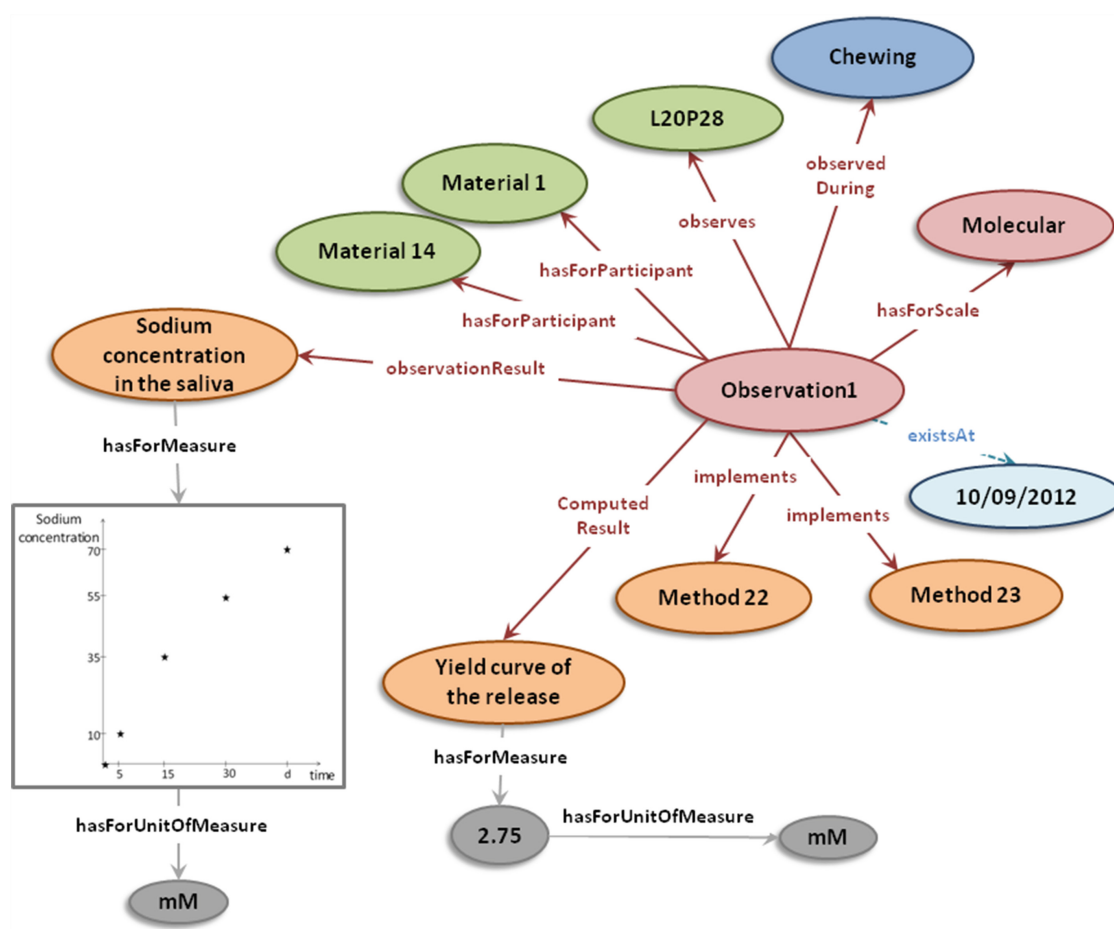 Chewing
L20P28
observed
During
Material 1
observes
Molecular
Material 14
hasForParticipant
hasForScale
hasForParticipant
Sodium
concentration
in the saliva
observationResult
Observation1
existsAt
hasForMeasure
implements
10/09/2012
Computed
Result
implements
Sodium
concentration
70
55
35
10
5 15 30 d time
Method 22
Method 23
Yield curve of
the release
hasForMeasure
hasForUnitOfMeasure
hasForUnitOfMeasure
2.75
mM
mM